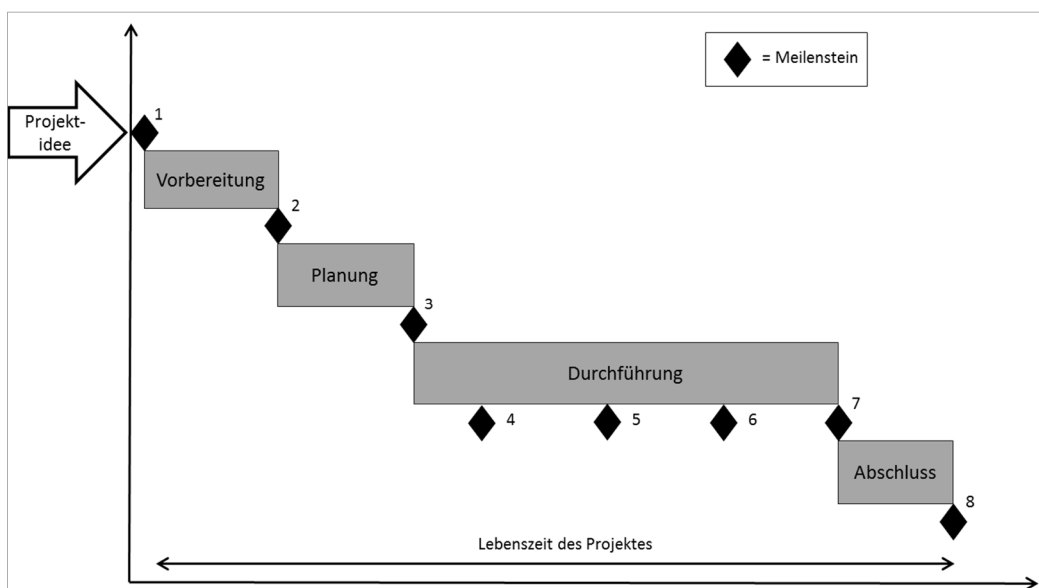 = Meilenstein
Projekt-
idee
1
Vorbereitung
2
Planung
3
Durchführung
4
5
6
7
Abschluss
8
Lebenszeit des Projektes